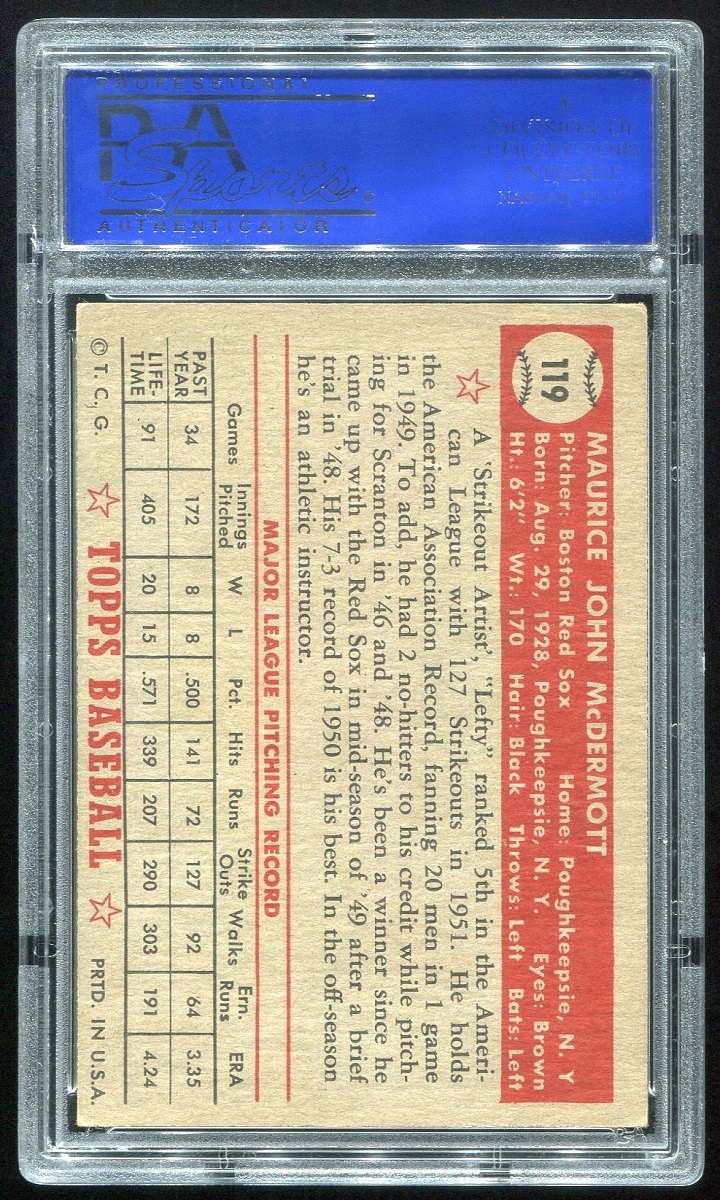 PROFESSIONAL
PSA
Sports ®
AUTHENTICATOR
A
DIVISION OF
COLLECTORS
UNIVERSE
NASDAQ: CLCT
119
MAURICE JOHN McDERMOTT
Pitcher: Boston Red Sox Home: Poughkeepsie, N. Y
Born: Aug. 29, 1928, Poughkeepsie, N. Y. Eyes: Brown
Ht.: 6'2" Wt.: 170 Hair: Black Throws: Left Bats: Left
A 'Strikeout Artist', "Lefty" ranked 5th in the Ameri-
can League with 127 Strikeouts in 1951. He holds
the American Association Record, fanning 20 men in 1 game
in 1949. To add, he had 2 no-hitters to his credit while pitch-
ing for Scranton in '46 and '48. He's been a winner since he
came up with the Red Sox in mid-season of '49 after a brief
trial in '48. His 7-3 record of 1950 is his best. In the off-season
he's an athletic instructor.
MAJOR LEAGUE PITCHING RECORD
Games Innings Pitched W L Pct. Hits Runs Strike Outs Walks Ern. Runs ERA
PAST YEAR 34 172 8 8 .500 141 72 127 92 64 3.35
LIFE-TIME 91 405 20 15 .571 339 207 290 303 191 4.24
© T. C. G. TOPPS BASEBALL PRTD. IN U.S.A.